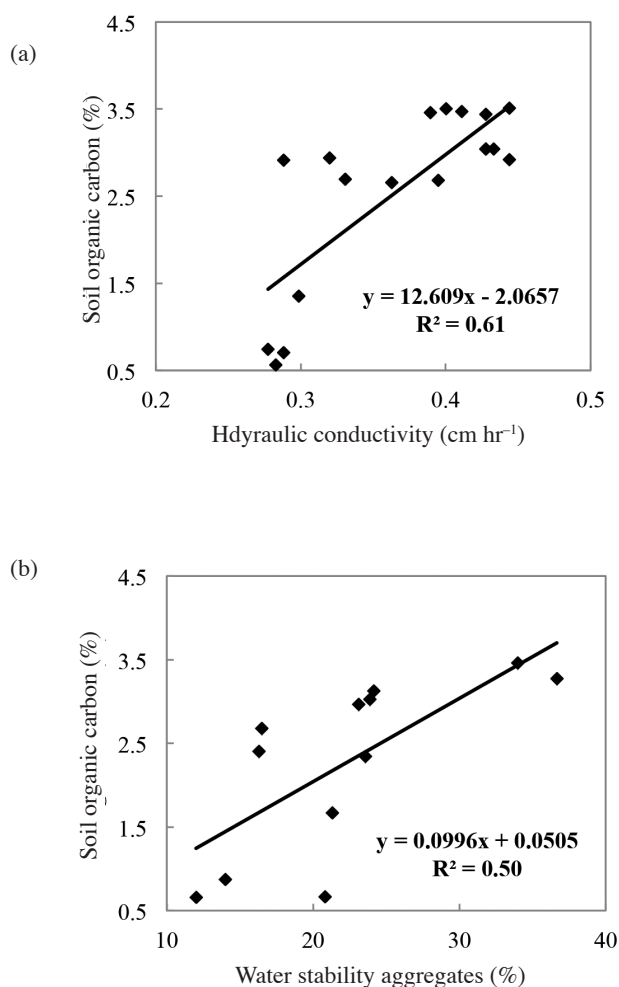 (a)
4.5
3.5
2.5
1.5
0.5
Soil organic carbon (%)
y = 12.609x - 2.0657
R² = 0.61
0.2 0.3 0.4 0.5
Hdyraulic conductivity (cm hr⁻¹)
(b)
4.5
3.5
2.5
1.5
0.5
Soil organic carbon (%)
y = 0.0996x + 0.0505
R² = 0.50
10 20 30 40
Water stability aggregates (%)